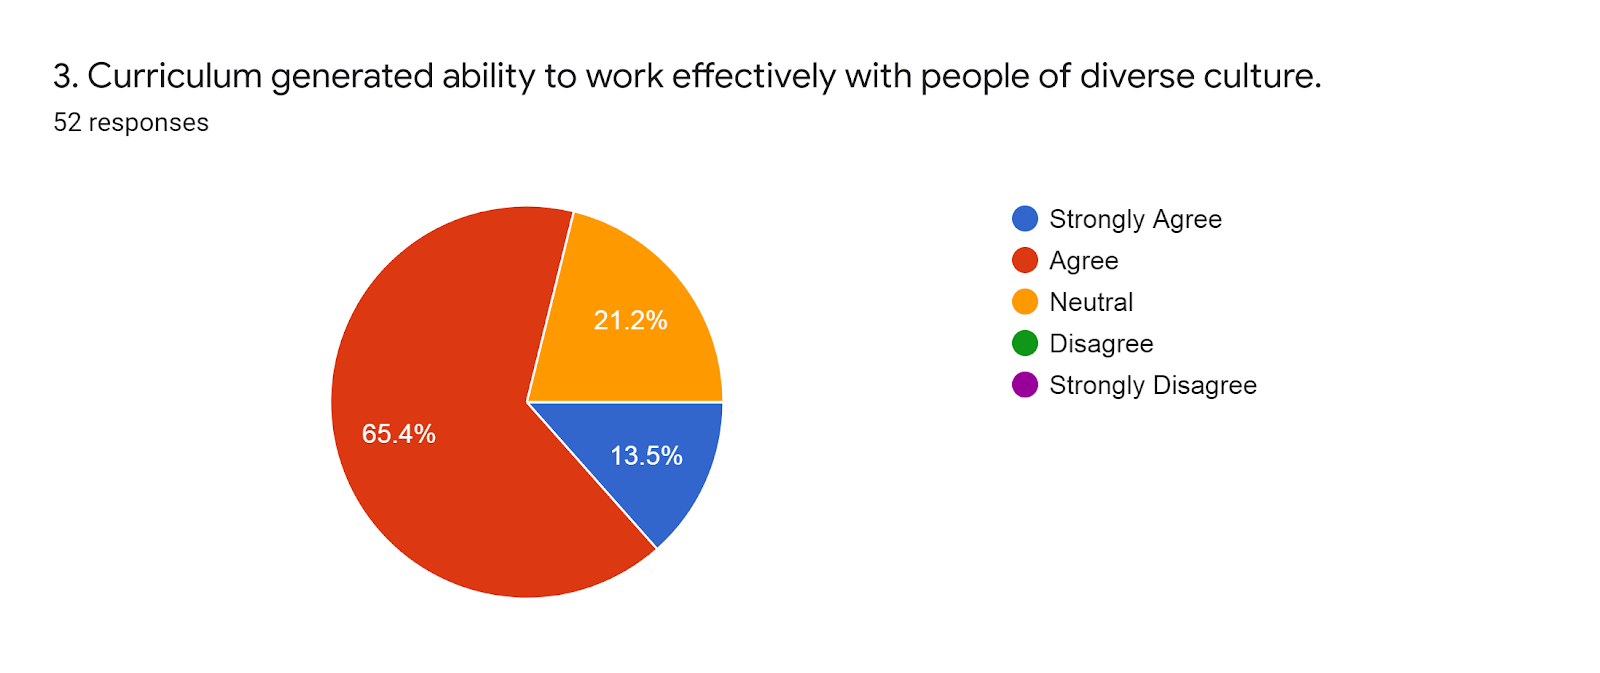 3. Curriculum generated ability to work effectively with people of diverse culture.
52 responses
Strongly Agree
Agree
Neutral
Disagree
Strongly Disagree
21.2%
65.4%
13.5%